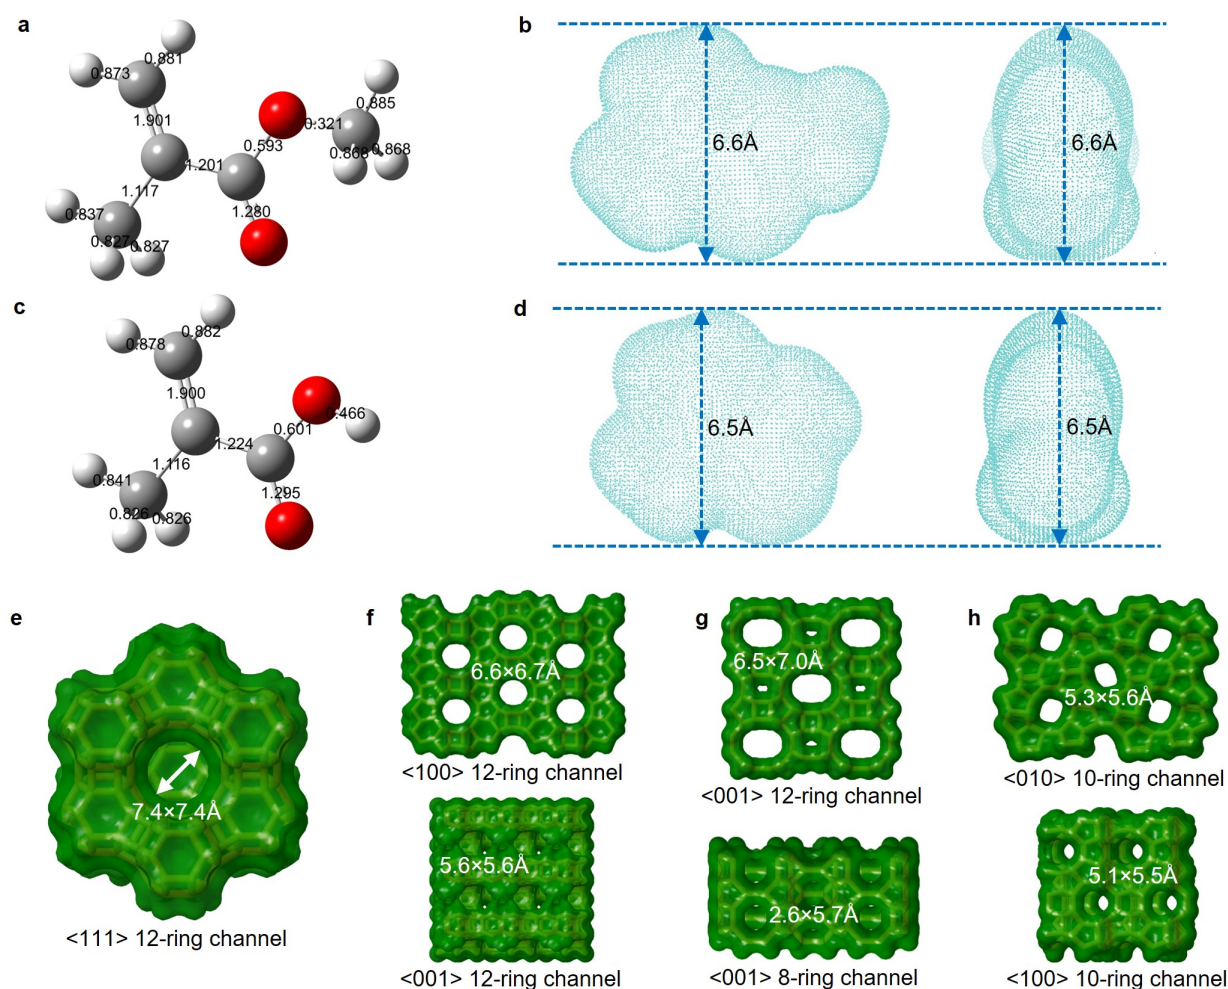 a
0.881
0.873
1.901
0.885
0.321
0.593
0.868
0.868
1.201
1.117
0.837
1.280
0.827
0.827
b
6.6Å
6.6Å
c
0.882
0.878
1.900
0.466
0.601
1.224
1.116
0.841
1.295
0.826
0.826
d
6.5Å
6.5Å
e
7.4×7.4Å
<111> 12-ring channel
f
6.6×6.7Å
<100> 12-ring channel
5.6×5.6Å
<001> 12-ring channel
g
6.5×7.0Å
<001> 12-ring channel
2.6×5.7Å
<001> 8-ring channel
h
5.3×5.6Å
<010> 10-ring channel
5.1×5.5Å
<100> 10-ring channel